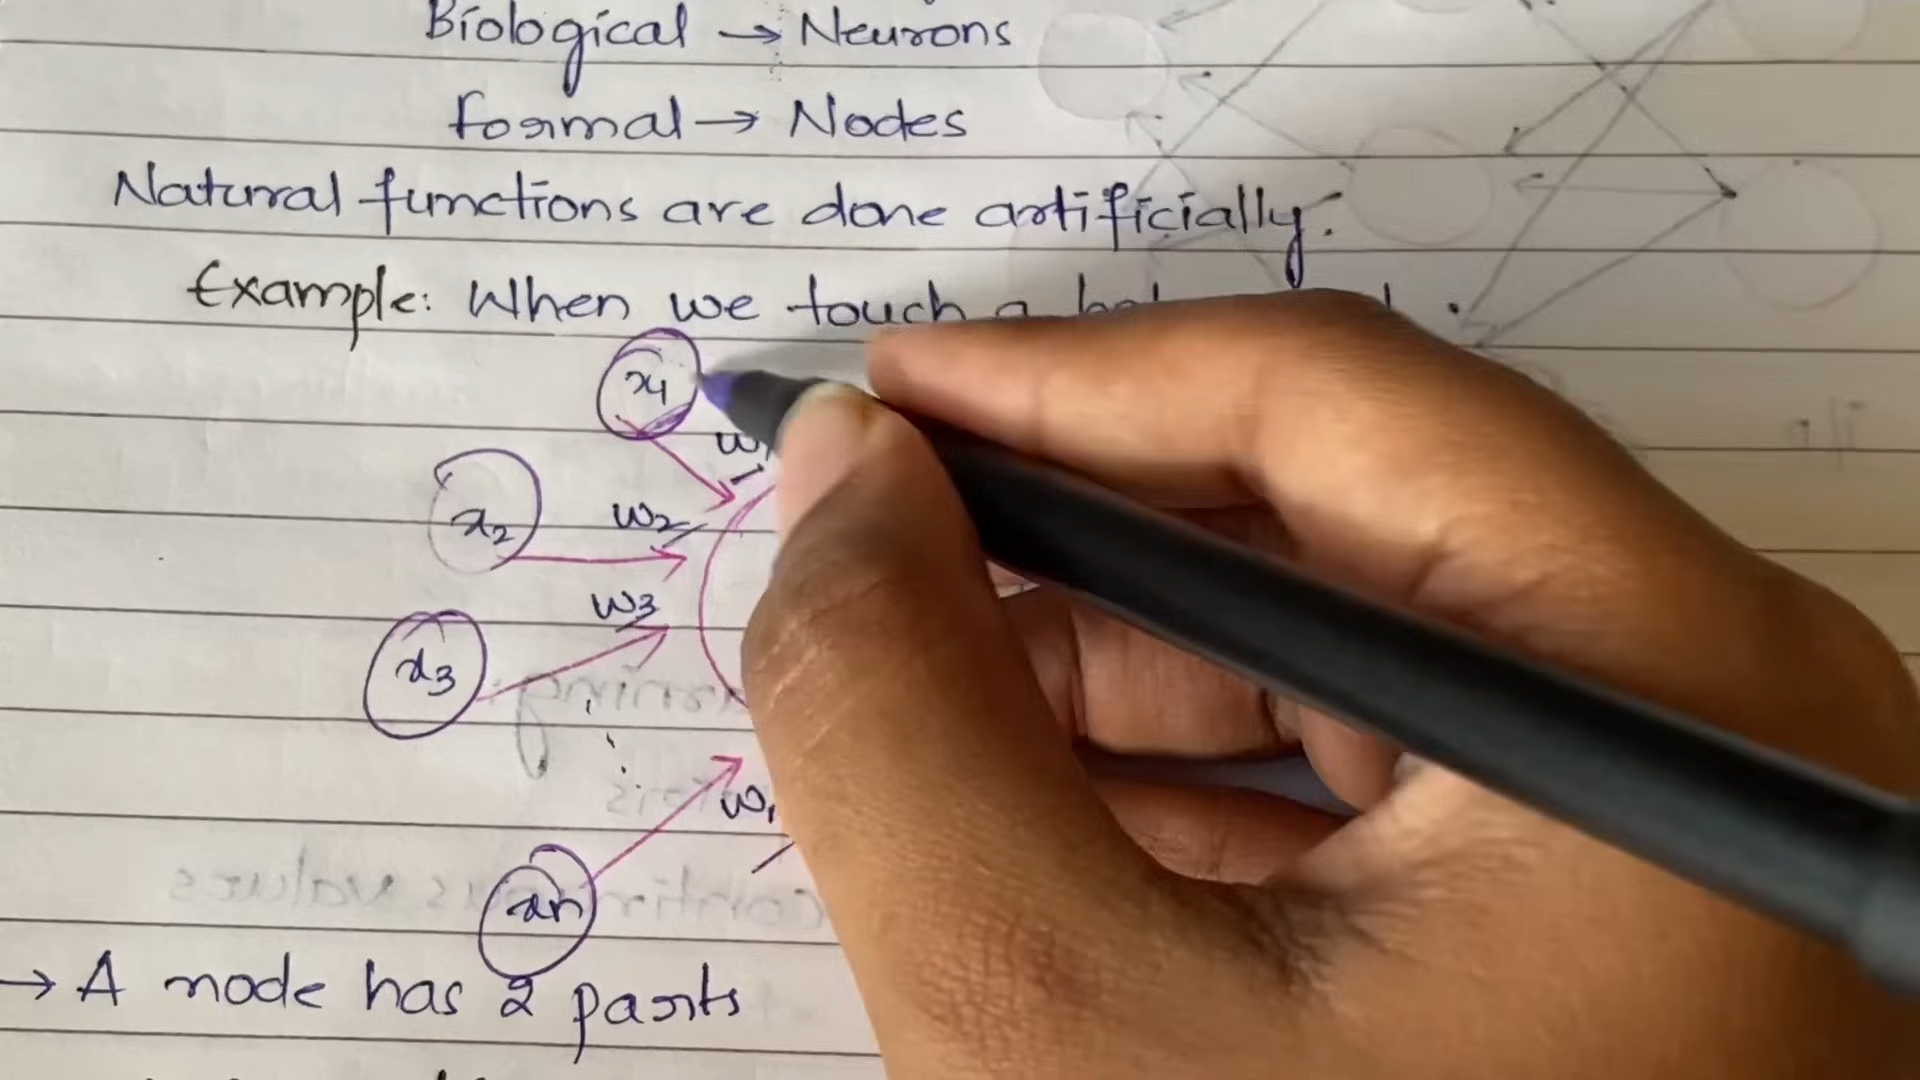 Biological → Neurons
Formal → Nodes
Natural functions are done artificially.
Example: When we touch a
x1
w1
x2
w2
x3
w3
xn
→ A node has 2 parts